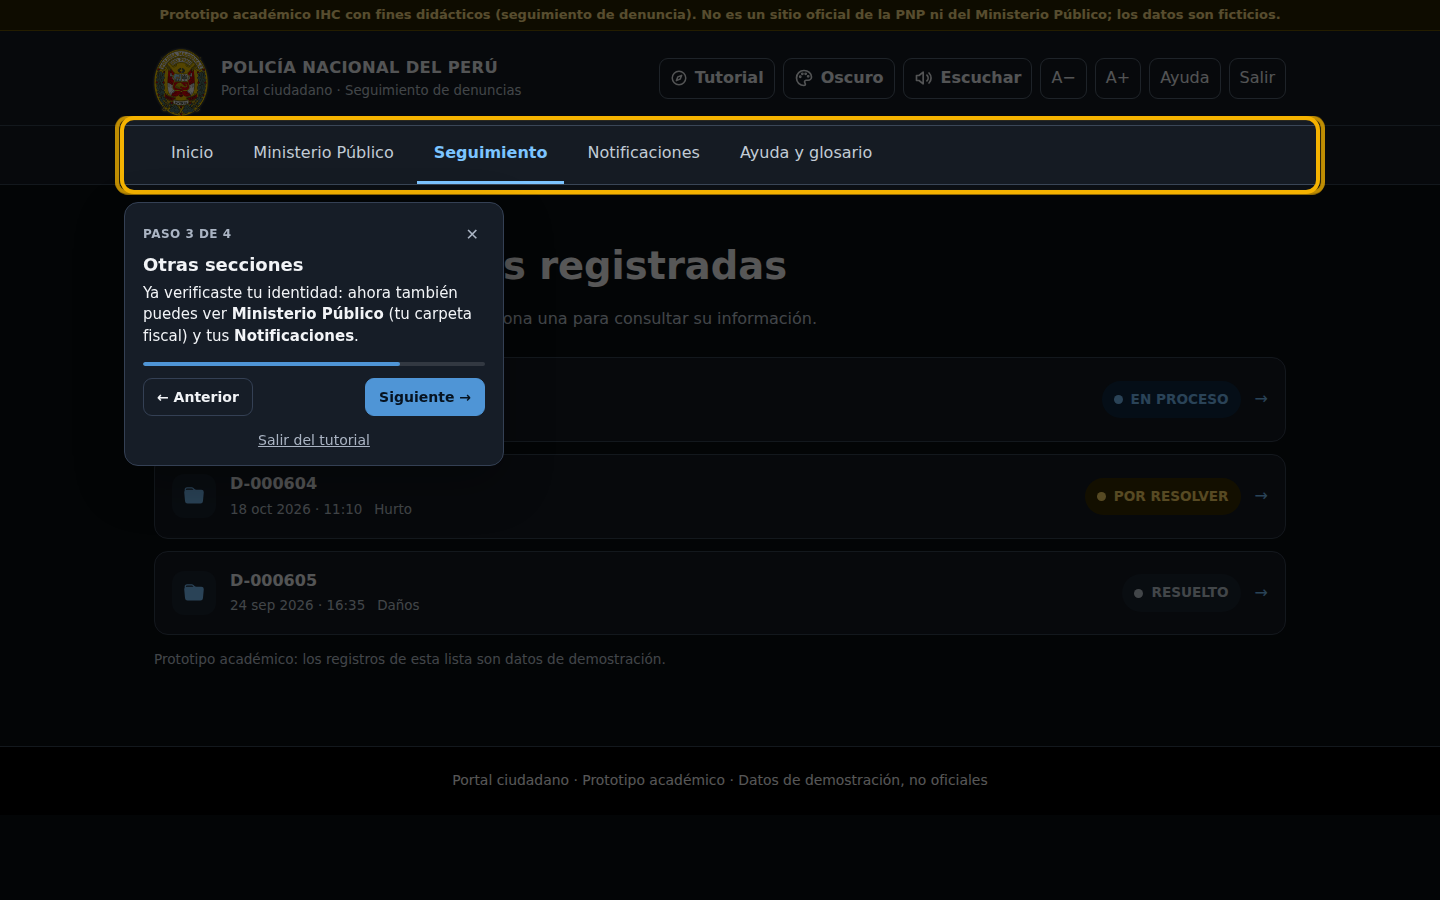 Prototipo académico IHC con fines didácticos (seguimiento de denuncia). No es un sitio oficial de la PNP ni del Ministerio Público; los datos son ficticios.
POLICÍA NACIONAL DEL PERÚ
Portal ciudadano · Seguimiento de denuncias
Tutorial
Oscuro
Escuchar
A−
A+
Ayuda
Salir
Inicio
Ministerio Público
Seguimiento
Notificaciones
Ayuda y glosario
PASO 3 DE 4
×
Otras secciones
Ya verificaste tu identidad: ahora también
puedes ver Ministerio Público (tu carpeta
fiscal) y tus Notificaciones.
← Anterior
Siguiente →
Salir del tutorial
s registradas
ona una para consultar su información.
EN PROCESO →
D-000604
18 oct 2026 · 11:10 Hurto
POR RESOLVER →
D-000605
24 sep 2026 · 16:35 Daños
RESUELTO →
Prototipo académico: los registros de esta lista son datos de demostración.
Portal ciudadano · Prototipo académico · Datos de demostración, no oficiales